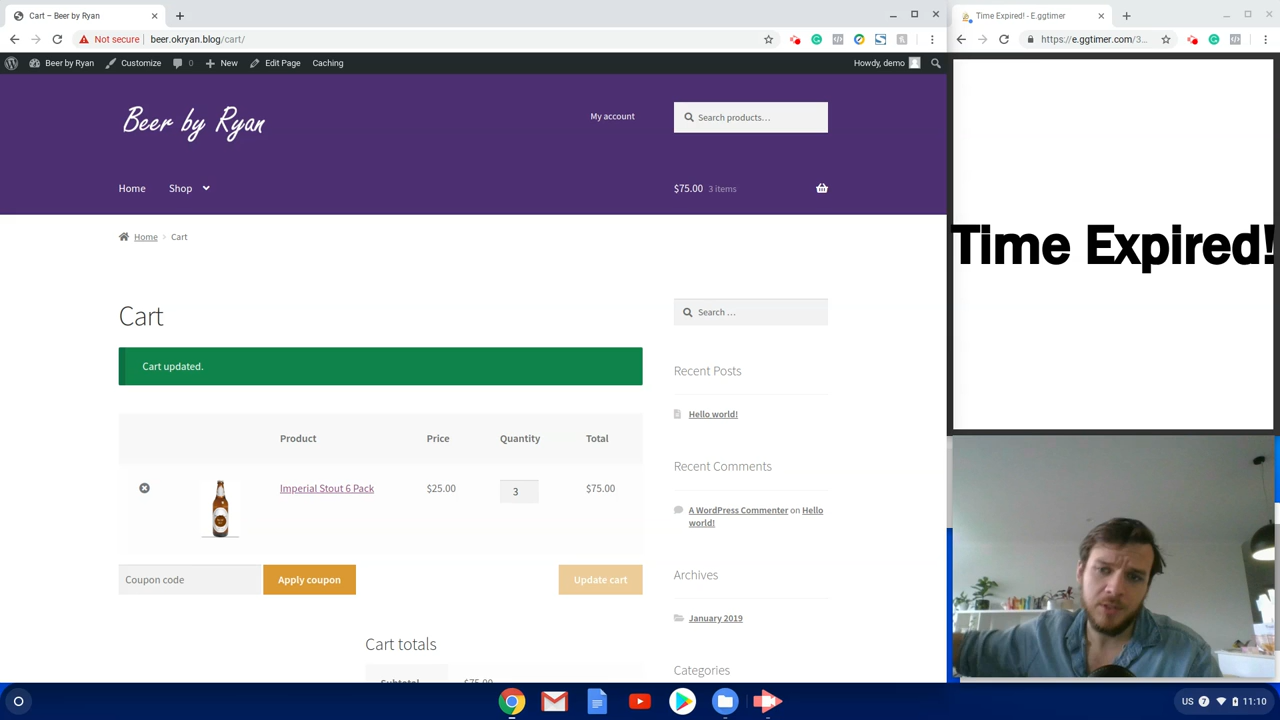 Cart – Beer by Ryan
Time Expired! - E.ggtimer
Not secure
beer.okryan.blog/cart/
https://e.ggtimer.com/3...
Beer by Ryan
Customize
0
New
Edit Page
Caching
Howdy, demo
Beer by Ryan
My account
Search products…
Home
Shop
$75.00 3 items
Time Expired!
Home
Cart
Cart
Search …
Cart updated.
Recent Posts
Hello world!
Product
Price
Quantity
Total
Recent Comments
Imperial Stout 6 Pack
$25.00
3
$75.00
A WordPress Commenter on Hello
world!
Coupon code
Apply coupon
Update cart
Archives
January 2019
Cart totals
Categories
Subtotal
$75.00
US
7
11:10